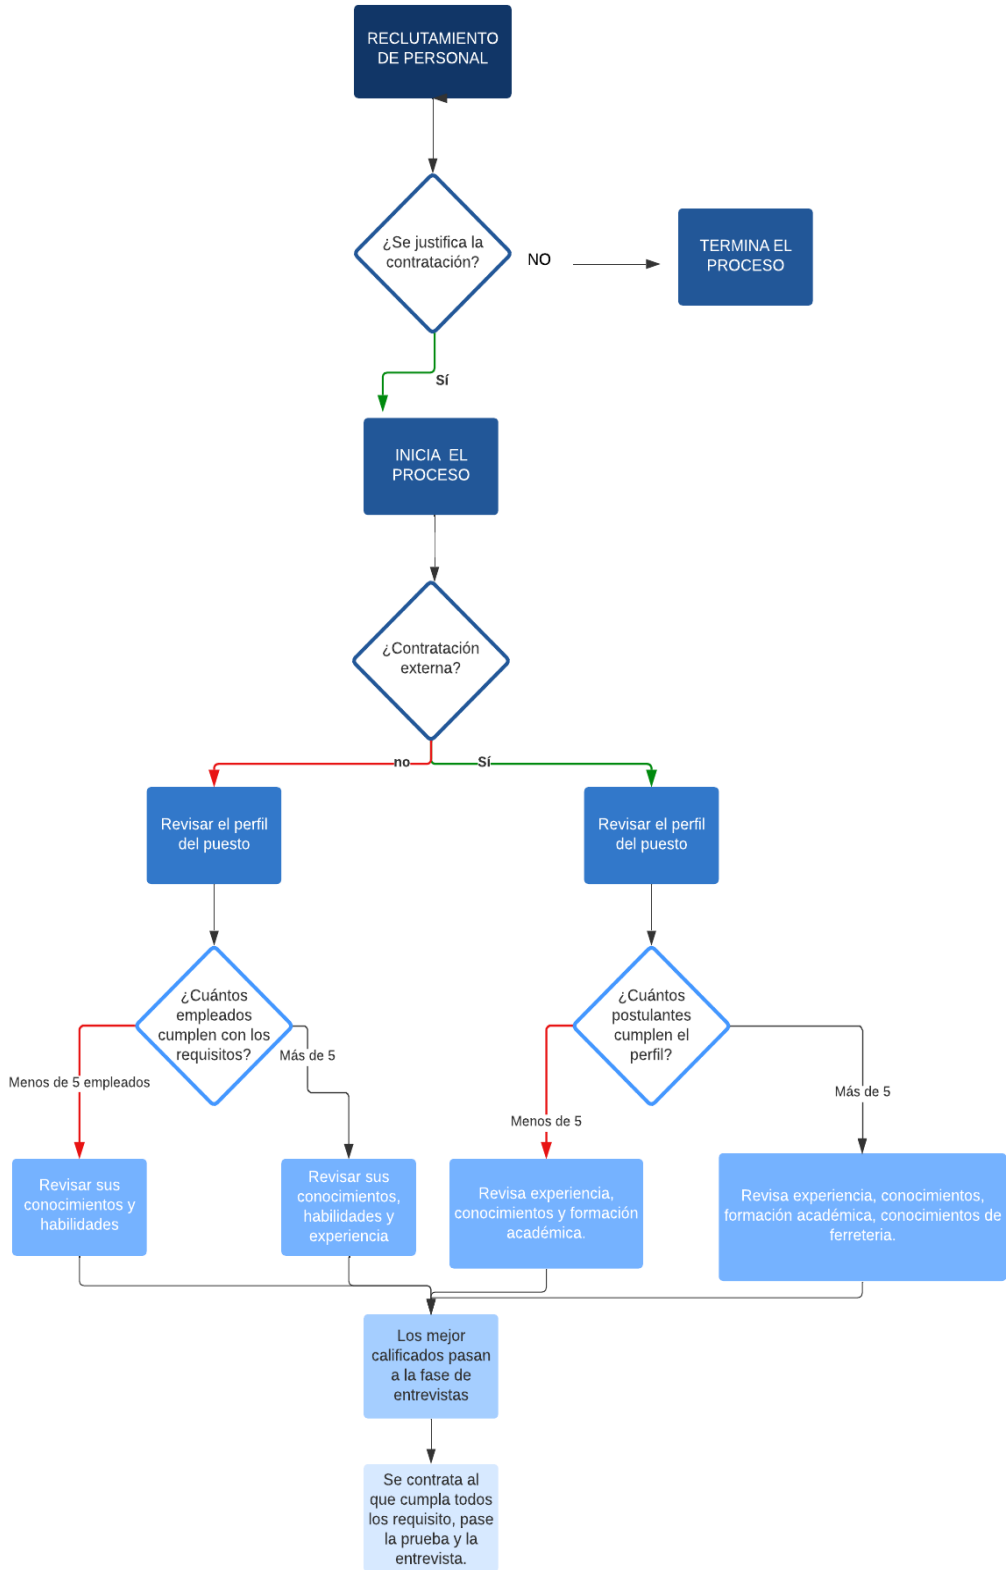 RECLUTAMIENTO
DE PERSONAL
¿Se justifica la
contratación?
NO
TERMINA EL
PROCESO
Sí
INICIA EL
PROCESO
¿Contratación
externa?
no
Sí
Revisar el perfil
del puesto
Revisar el perfil
del puesto
¿Cuántos
empleados
cumplen con los
requisitos?
Más de 5
Menos de 5 empleados
¿Cuántos
postulantes
cumplen el
perfil?
Menos de 5
Más de 5
Revisar sus
conocimientos y
habilidades
Revisar sus
conocimientos,
habilidades y
experiencia
Revisa experiencia,
conocimientos y formación
académica.
Revisa experiencia, conocimientos,
formación académica, conocimientos de
ferreteria.
Los mejor
calificados pasan
a la fase de
entrevistas
Se contrata al
que cumpla todos
los requisito, pase
la prueba y la
entrevista.